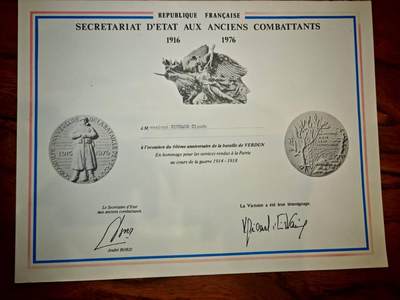 REPUBLIQUE FRANÇAISE
SECRETARIAT D'ETAT AUX ANCIENS COMBATTANTS
1916 1976
à M
à l'occasion du 60ème anniversaire de la bataille de VERDUN
En hommage pour les services rendus à la Patrie
au cours de la guerre 1914 - 1918
1916 1976
Le Secrétaire d'Etat
aux anciens combattants,
La Victoire a été leur témoignage.
André BORD